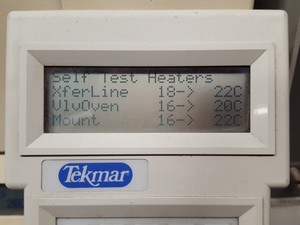 Self Test Heaters
XferLine 18-> 22C
VlvOven 16-> 20C
Mount 16-> 22C
Tekmar